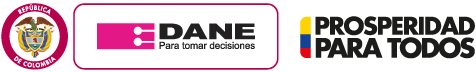 REPÚBLICA
DE COLOMBIA
DANE
Para tomar decisiones
PROSPERIDAD
PARA TODOS